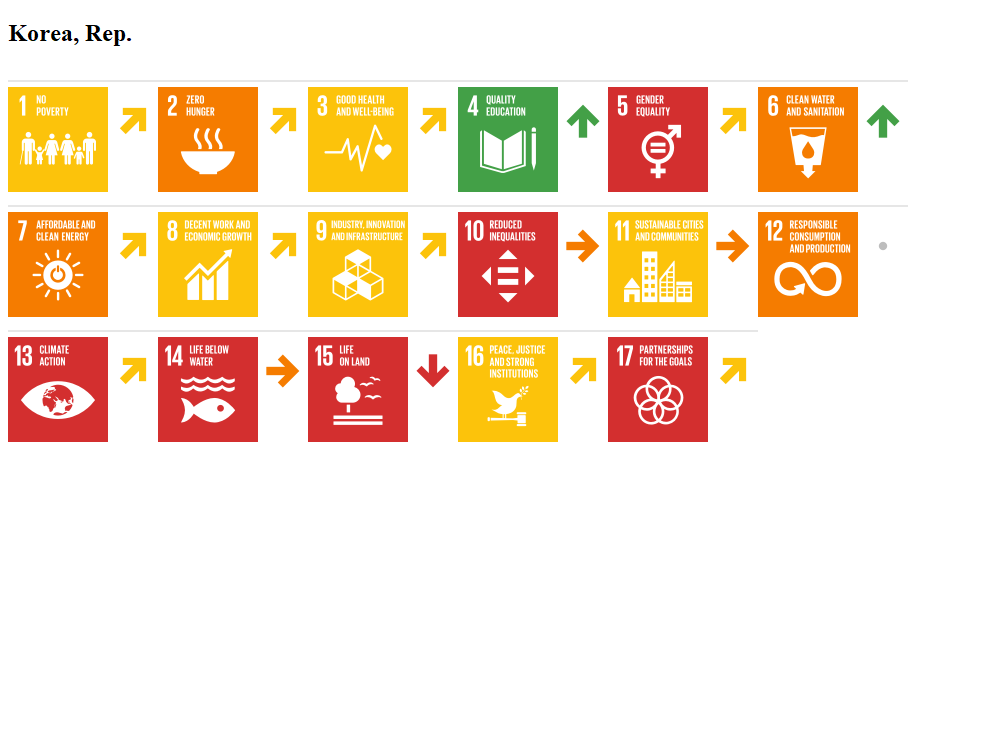 Korea, Rep.
1 NO
POVERTY
2 ZERO
HUNGER
3 GOOD HEALTH
AND WELL-BEING
4 QUALITY
EDUCATION
5 GENDER
EQUALITY
6 CLEAN WATER
AND SANITATION
7 AFFORDABLE AND
CLEAN ENERGY
8 DECENT WORK AND
ECONOMIC GROWTH
9 INDUSTRY, INNOVATION
AND INFRASTRUCTURE
10 REDUCED
INEQUALITIES
11 SUSTAINABLE CITIES
AND COMMUNITIES
12 RESPONSIBLE
CONSUMPTION
AND PRODUCTION
13 CLIMATE
ACTION
14 LIFE BELOW
WATER
15 LIFE
ON LAND
16 PEACE, JUSTICE
AND STRONG
INSTITUTIONS
17 PARTNERSHIPS
FOR THE GOALS